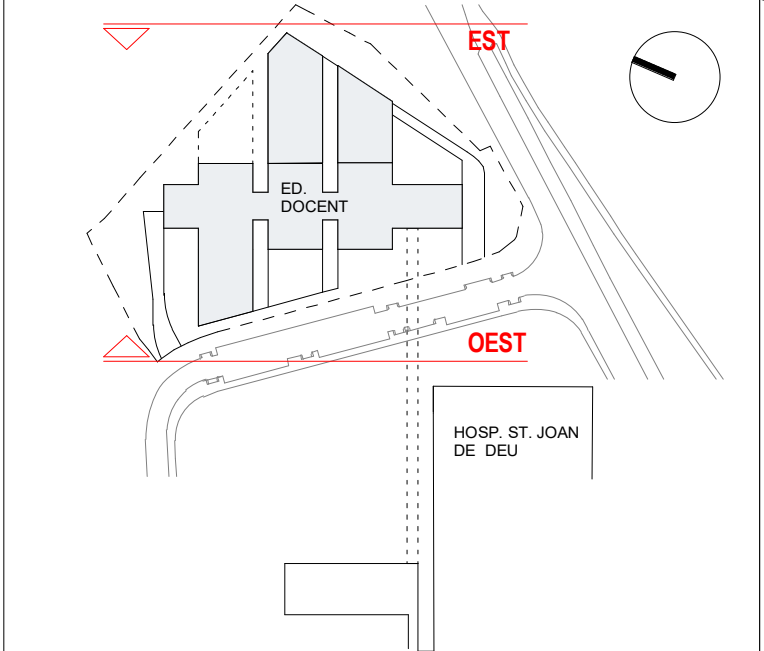 EST
ED.
DOCENT
OEST
HOSP. ST. JOAN
DE DEU